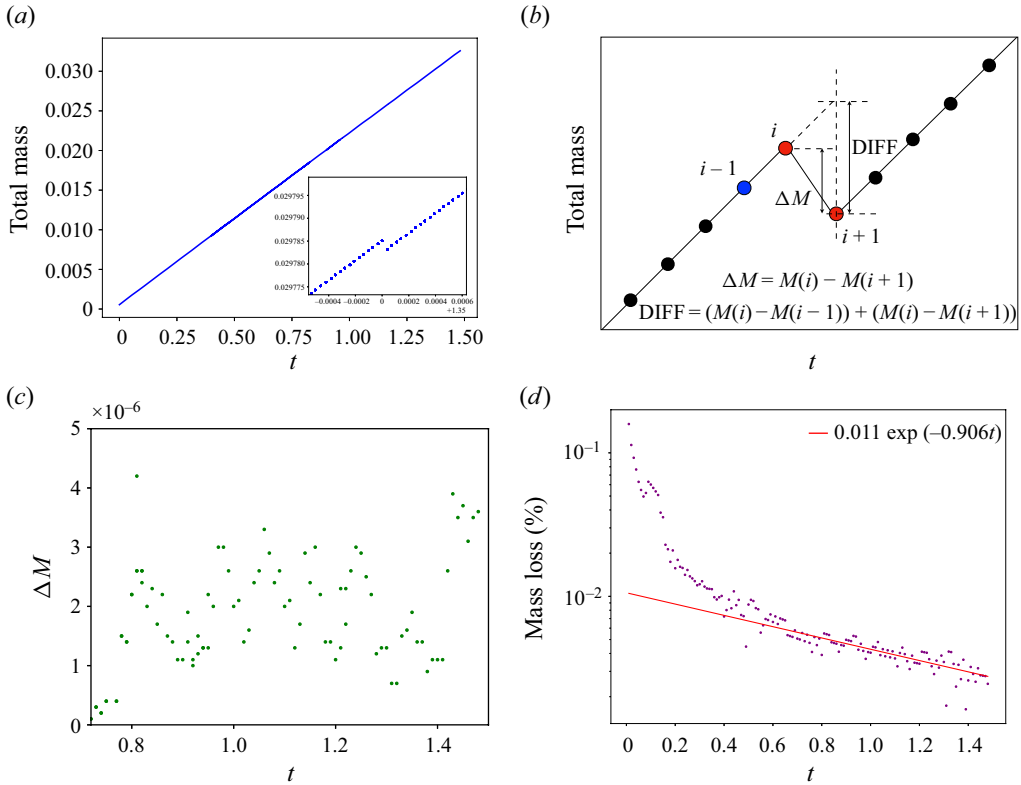 (a)
Total mass
0.030
0.025
0.020
0.015
0.010
0.005
0
0 0.25 0.50 0.75 1.00 1.25 1.50
t
0.029795
0.029790
0.029785
0.029780
0.029775
−0.0004 −0.0002 0 0.0002 0.0004 0.0006
+1.35
(b)
Total mass
i
i – 1
DIFF
ΔM
i + 1
ΔM = M(i) – M(i + 1)
DIFF = (M(i) – M(i – 1)) + (M(i) – M(i + 1))
t
(c)
×10–6
ΔM
5
4
3
2
1
0
0.8 1.0 1.2 1.4
t
(d)
0.011 exp (–0.906t)
Mass loss (%)
10–1
10–2
0 0.2 0.4 0.6 0.8 1.0 1.2 1.4
t